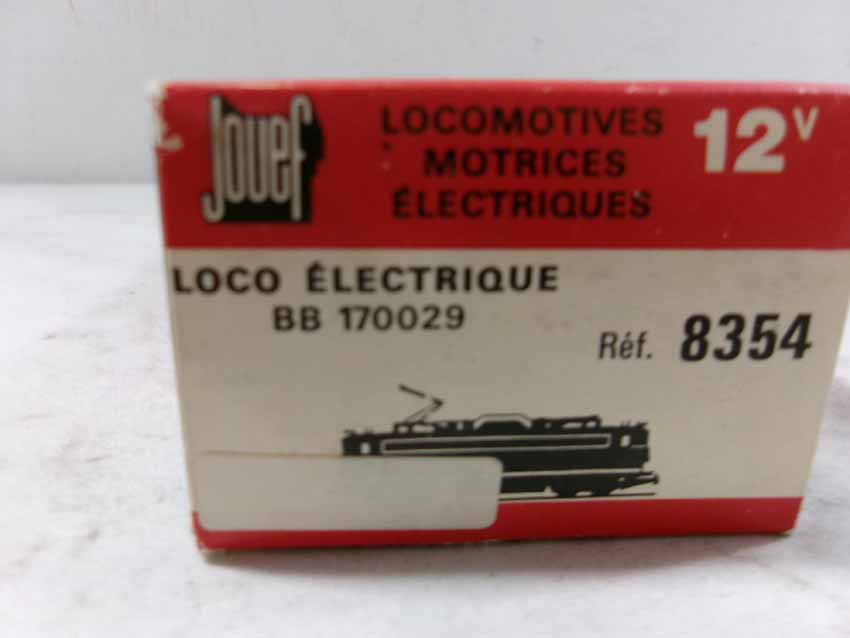 Jouef
LOCOMOTIVES
MOTRICES
ÉLECTRIQUES
12V
LOCO ÉLECTRIQUE
BB 170029
Réf. 8354